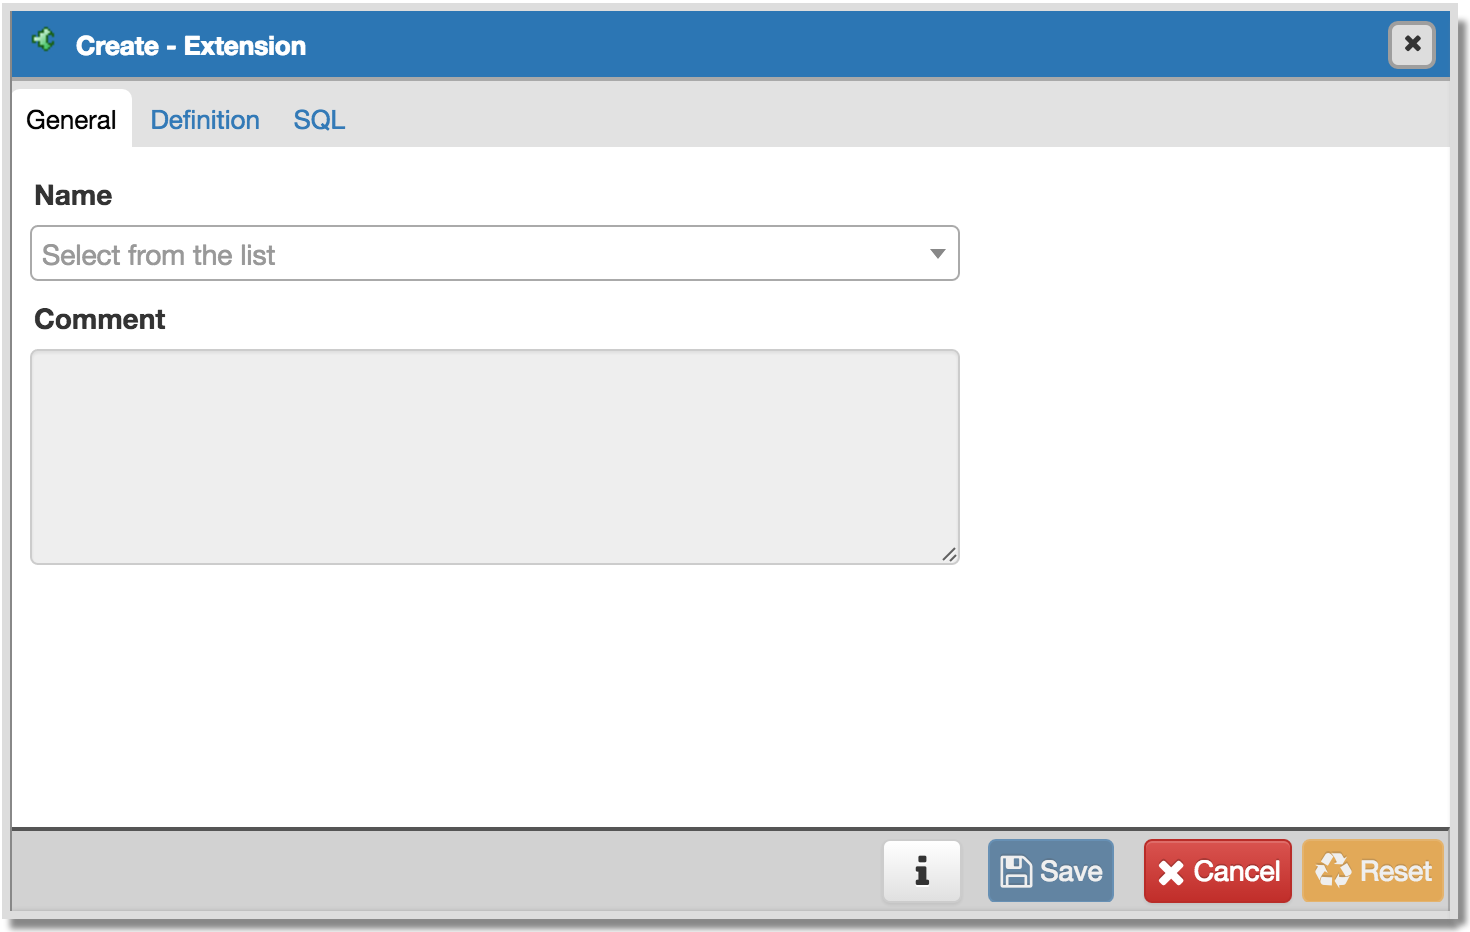 Create - Extension
General Definition SQL
Name
Select from the list
Comment
Save Cancel Reset